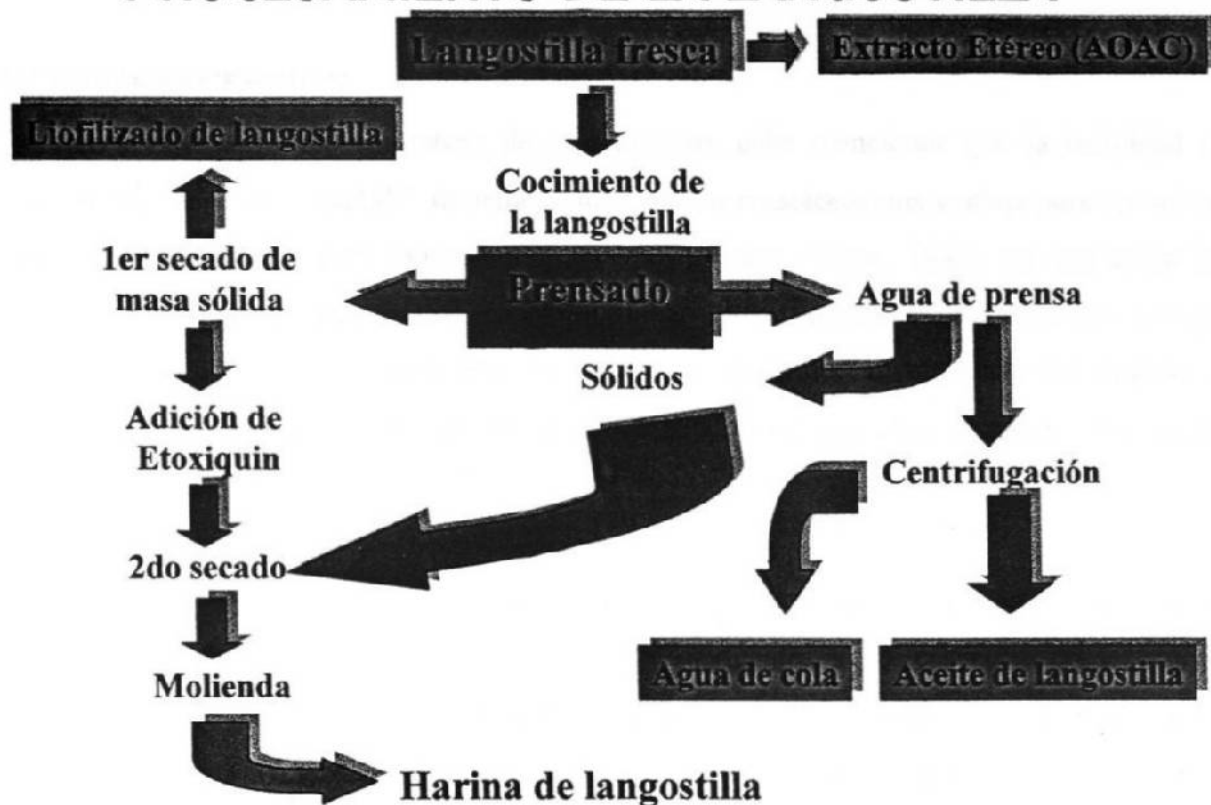 Langostilla fresca
Extracto Etéreo (AOAC)
Liofilizado de langostilla
Cocimiento de
la langostilla
1er secado de
masa sólida
Prensado
Agua de prensa
Sólidos
Adición de
Etoxiquin
Centrifugación
2do secado
Agua de cola
Aceite de langostilla
Molienda
Harina de langostilla